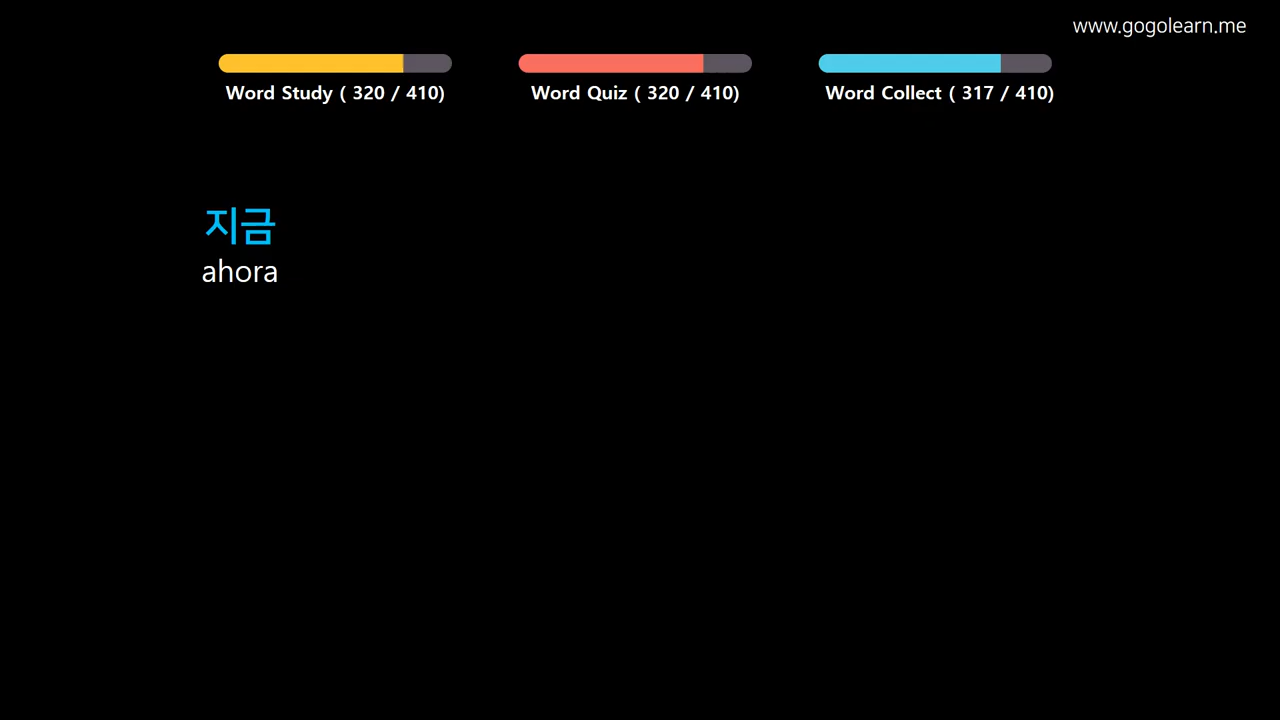 www.gogolearn.me
Word Study ( 320 / 410)
Word Quiz ( 320 / 410)
Word Collect ( 317 / 410)
지금
ahora